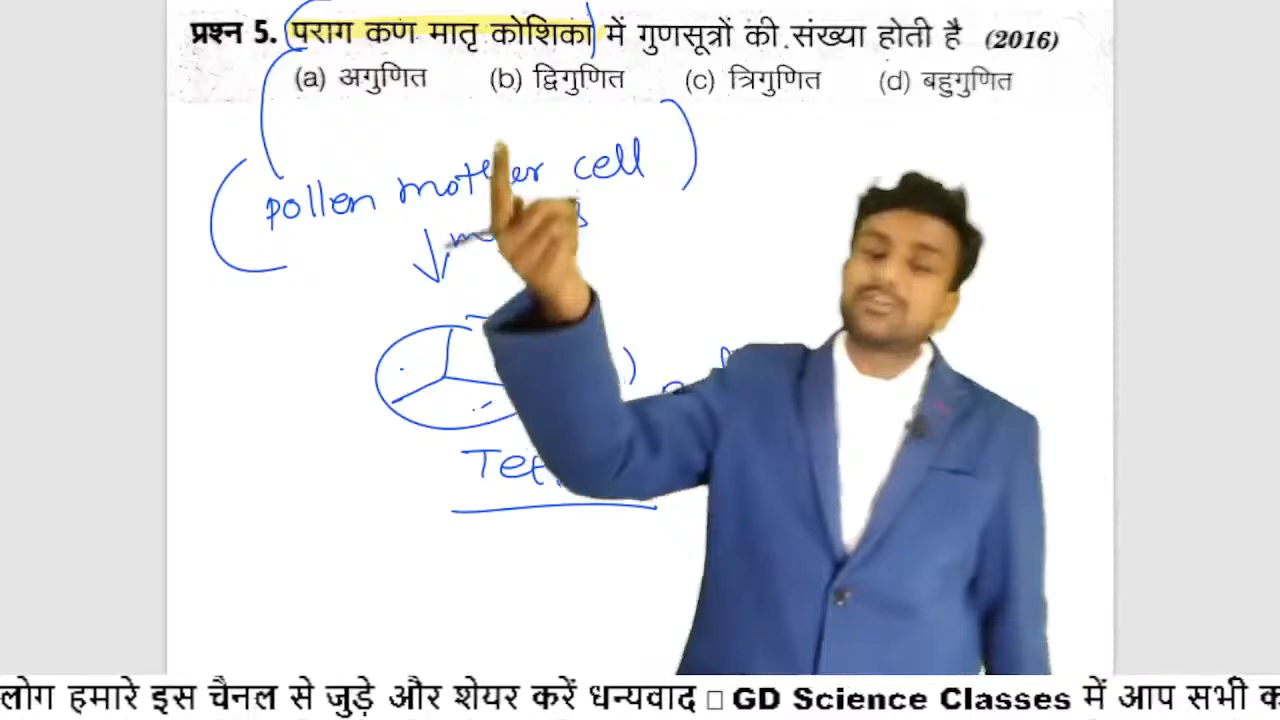 प्रश्न 5. पराग कण मातृ कोशिका में गुणसूत्रों की संख्या होती है (2016)
(a) अगुणित (b) द्विगुणित (c) त्रिगुणित (d) बहुगुणित
pollen mother cell
लोग हमारे इस चैनल से जुड़े और शेयर करें धन्यवाद □ GD Science Classes में आप सभी क